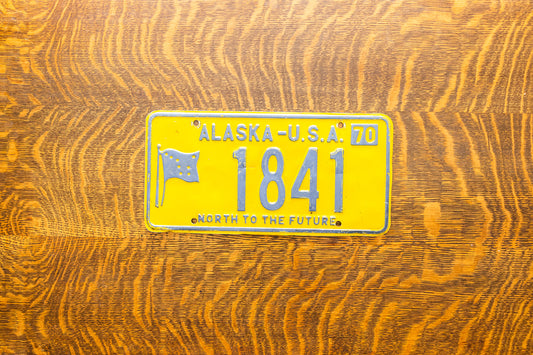 ALASKA-U.S.A. 70
1841
NORTH TO THE FUTURE